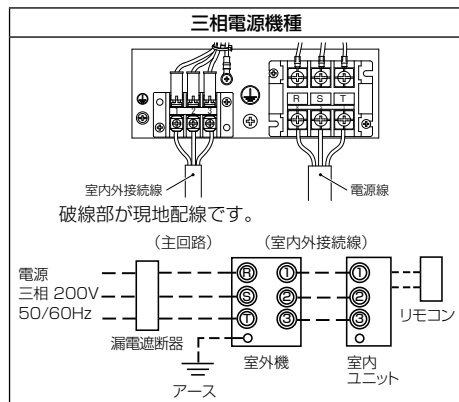 三相電源機種
R S T
1 2 3
室内外接続線
電源線
破線部が現地配線です。
(主回路) (室内外接続線)
電源
三相 200V
50/60Hz
R
S
T
①
②
③
①
②
③
漏電遮断器
室外機
室内
ユニット
リモコン
アース